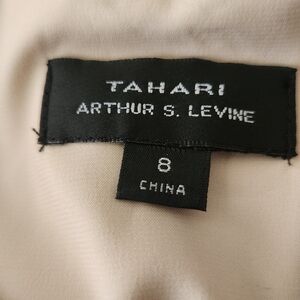 TAHARI
ARTHUR S. LEVINE
8
CHINA